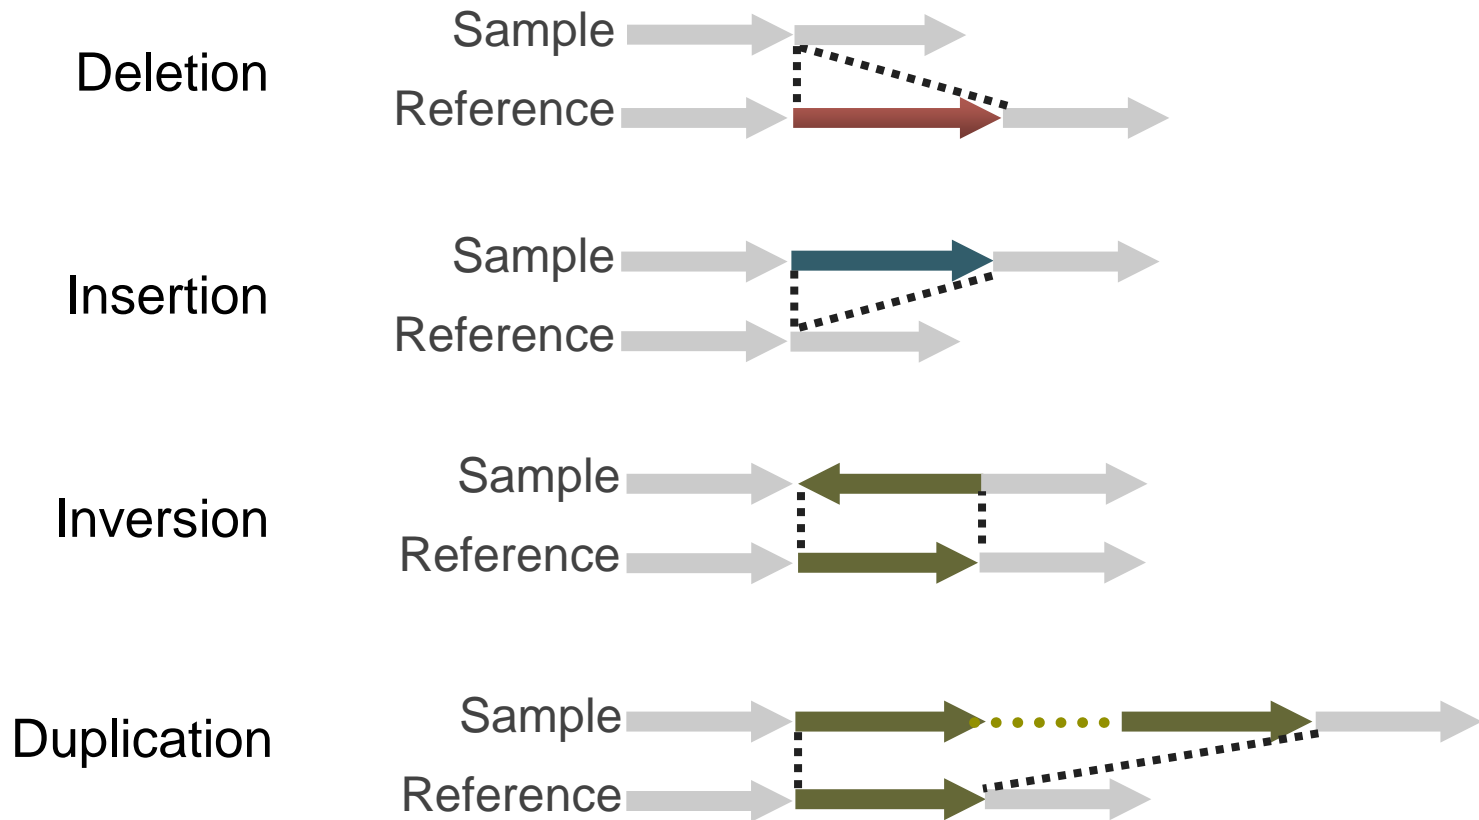 Sample
Deletion
Reference
Sample
Insertion
Reference
Sample
Inversion
Reference
Sample
Duplication
Reference